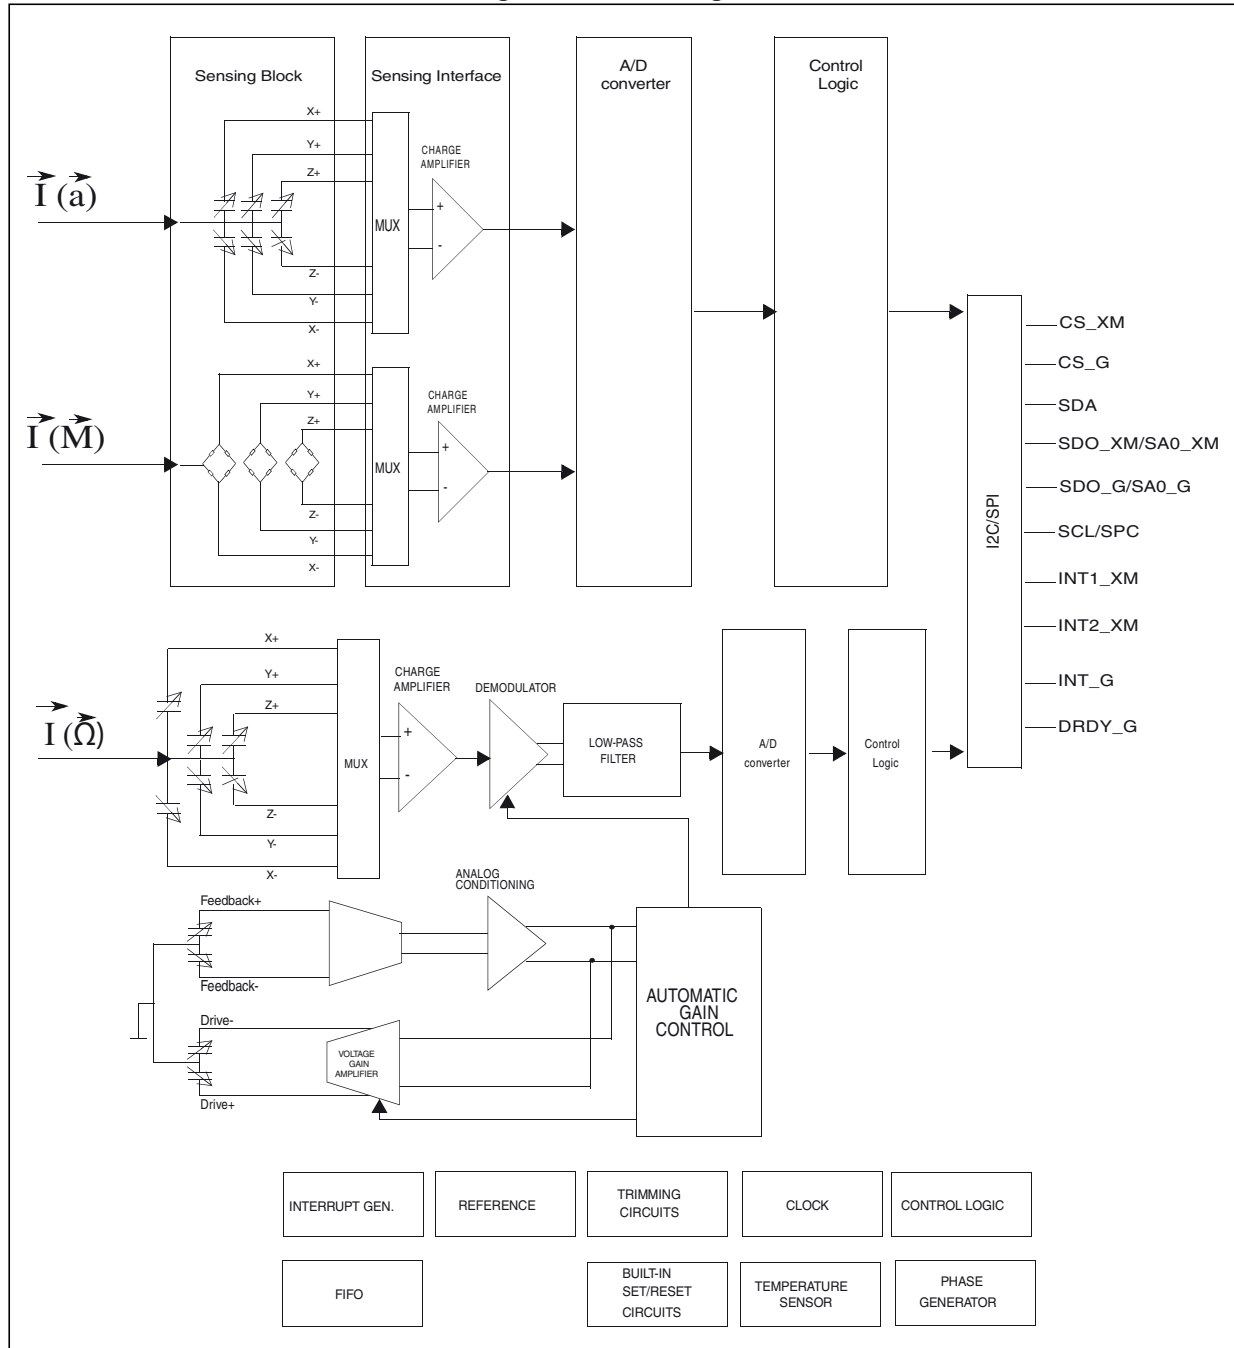 Sensing Block
Sensing Interface
A/D
converter
Control
Logic
X+
Y+
Z+
I (a)
CHARGE
AMPLIFIER
+
-
MUX
Z-
Y-
X-
X+
Y+
Z+
I (M)
CHARGE
AMPLIFIER
+
-
MUX
Z-
Y-
X-
I2C/SPI
CS_XM
CS_G
SDA
SDO_XM/SA0_XM
SDO_G/SA0_G
SCL/SPC
INT1_XM
INT2_XM
INT_G
DRDY_G
X+
Y+
Z+
I (Ω)
MUX
CHARGE
AMPLIFIER
+
-
DEMODULATOR
LOW-PASS
FILTER
A/D
converter
Control
Logic
Z-
Y-
X-
ANALOG
CONDITIONING
Feedback+
Feedback-
Drive-
VOLTAGE
GAIN
AMPLIFIER
Drive+
AUTOMATIC
GAIN
CONTROL
INTERRUPT GEN.
REFERENCE
TRIMMING
CIRCUITS
CLOCK
CONTROL LOGIC
FIFO
BUILT-IN
SET/RESET
CIRCUITS
TEMPERATURE
SENSOR
PHASE
GENERATOR